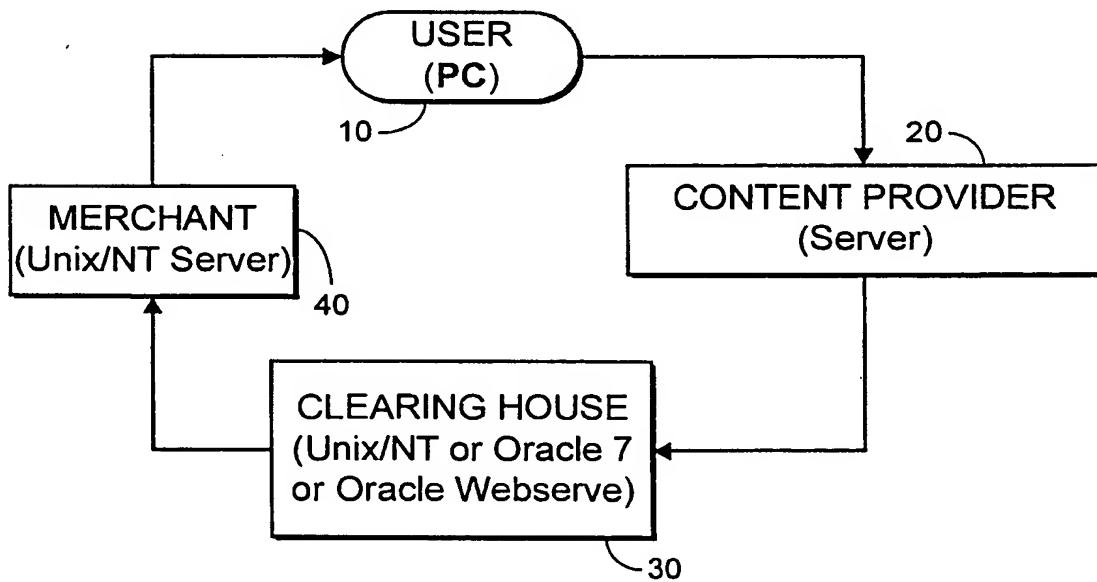 USER
(PC)
10
20
CONTENT PROVIDER
(Server)
MERCHANT
(Unix/NT Server)
40
CLEARING HOUSE
(Unix/NT or Oracle 7
or Oracle Webserve)
30